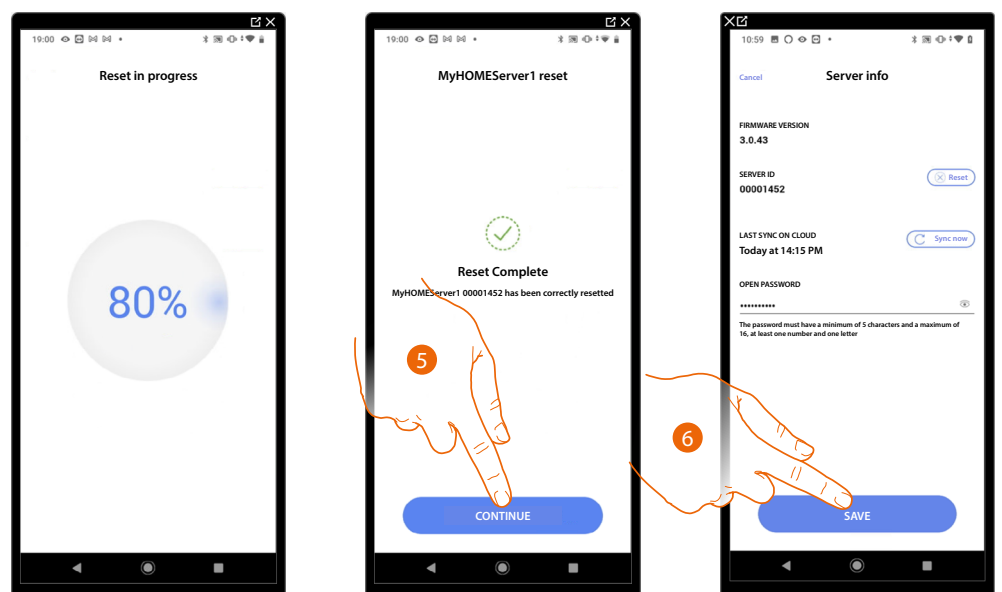 19:00
Reset in progress
80%
19:00
MyHOMEServer1 reset
Reset Complete
MyHOMEServer1 00001452 has been correctly resetted
5
CONTINUE
10:59
Cancel
Server info
FIRMWARE VERSION
3.0.43
SERVER ID
00001452
Reset
LAST SYNC ON CLOUD
Today at 14:15 PM
Sync now
OPEN PASSWORD
••••••••••
The password must have a minimum of 5 characters and a maximum of
16, at least one number and one letter
6
SAVE